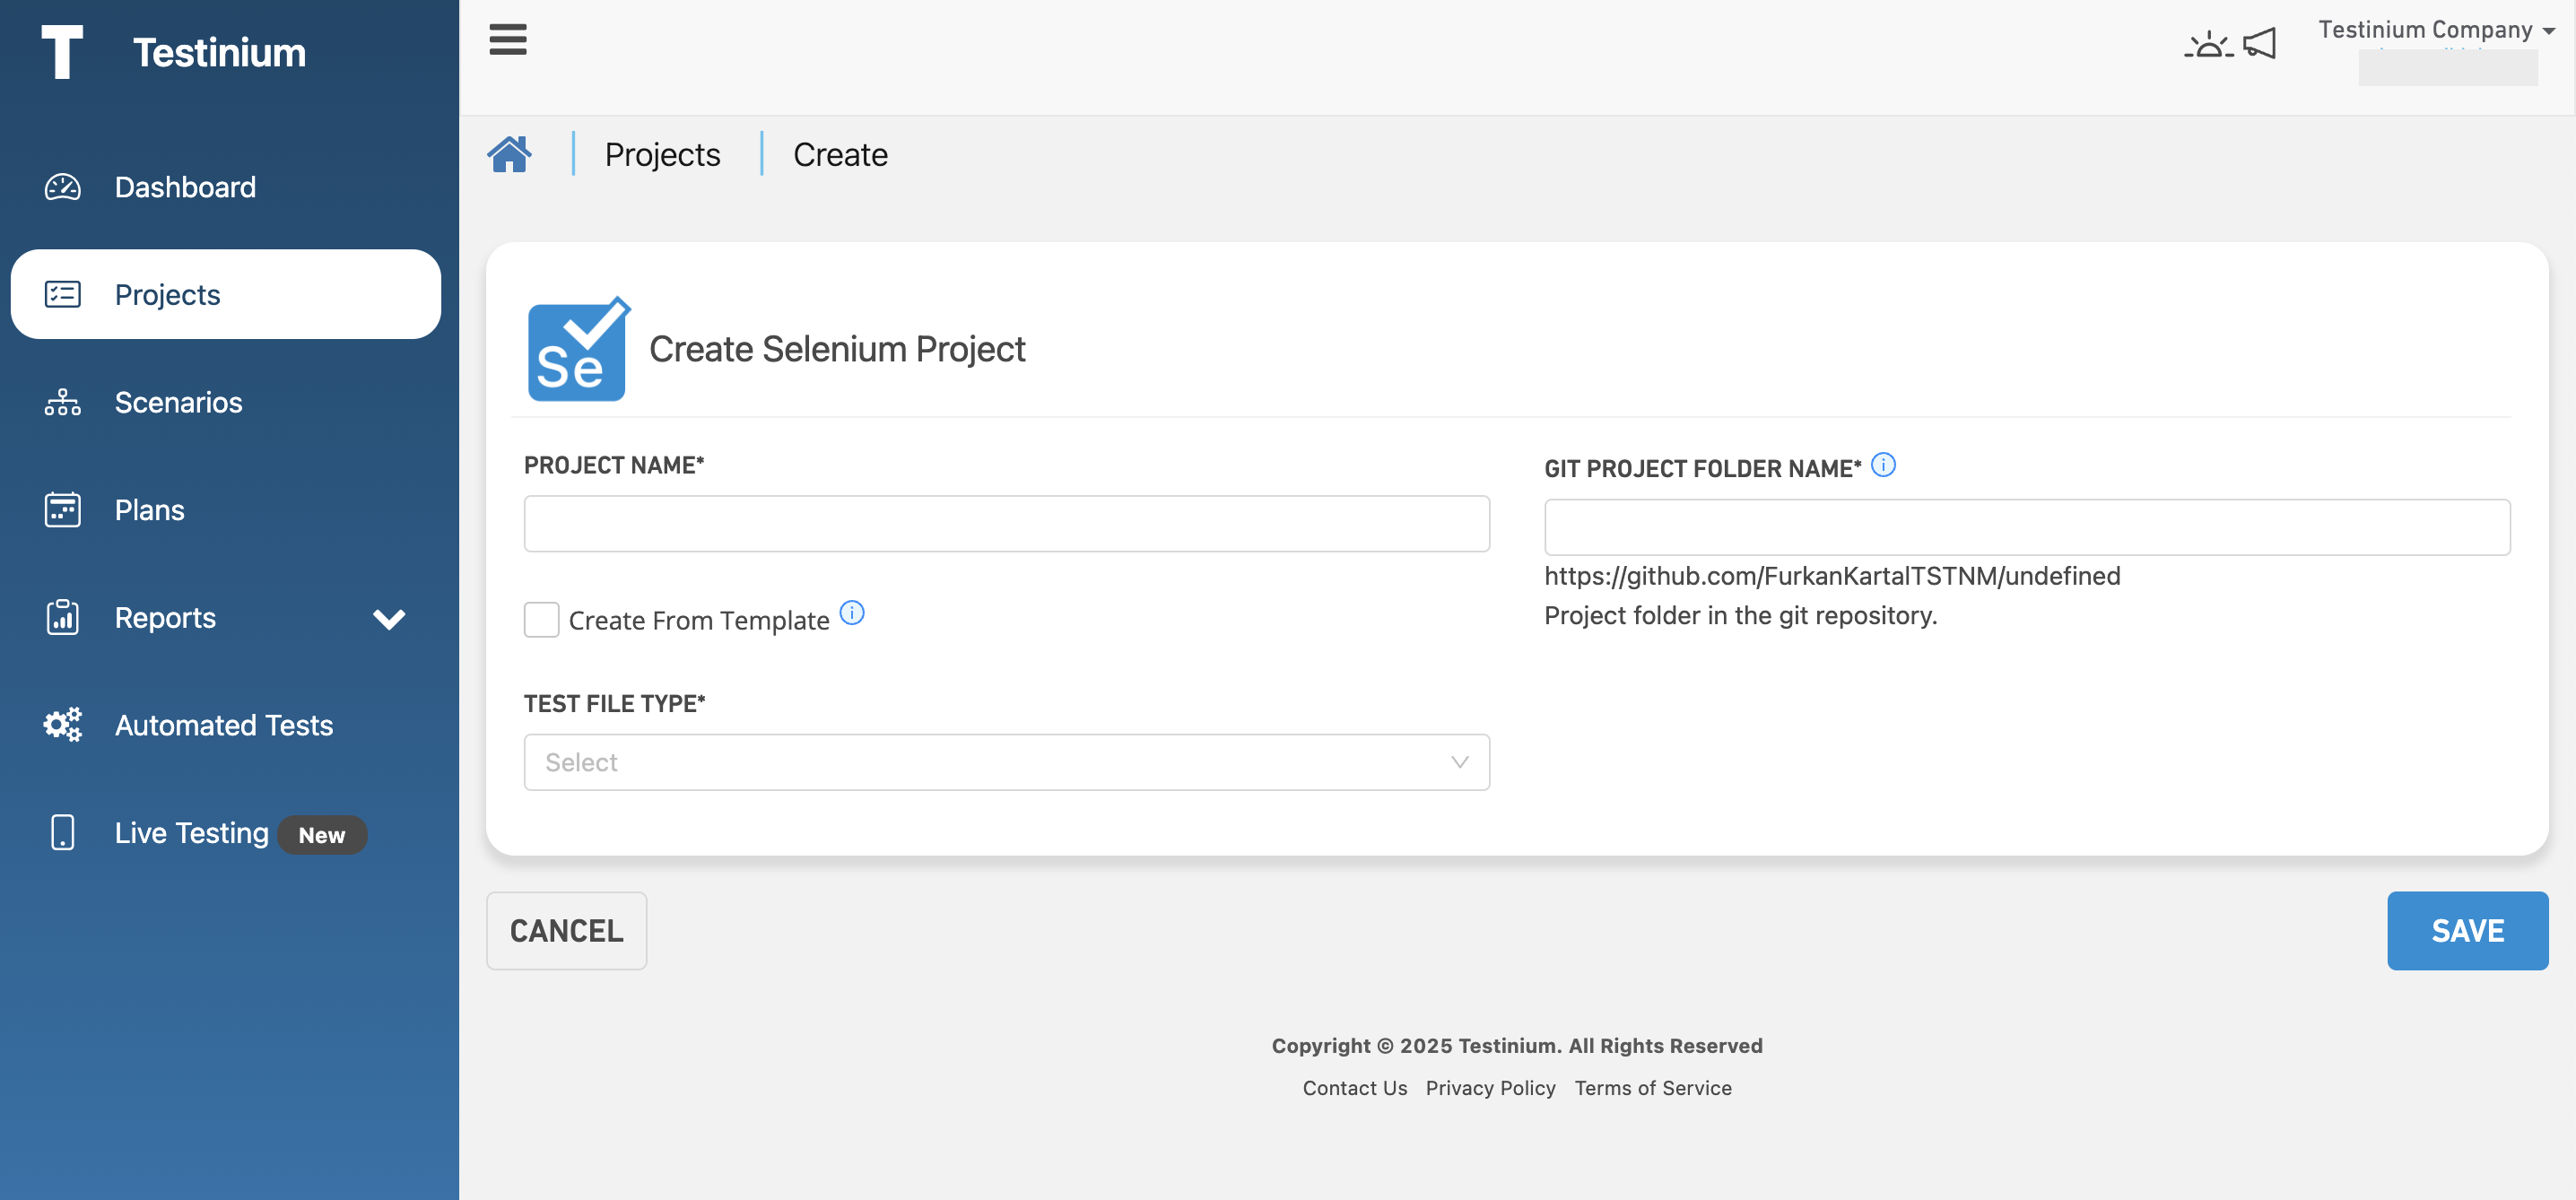 T Testinium
Dashboard
Projects
Scenarios
Plans
Reports
Automated Tests
Live Testing New
Testinium Company
Projects
Create
Se
Create Selenium Project
PROJECT NAME*
Create From Template
TEST FILE TYPE*
Select
GIT PROJECT FOLDER NAME*
https://github.com/FurkanKartalTSTNM/undefined
Project folder in the git repository.
CANCEL
SAVE
Copyright © 2025 Testinium. All Rights Reserved
Contact Us Privacy Policy Terms of Service